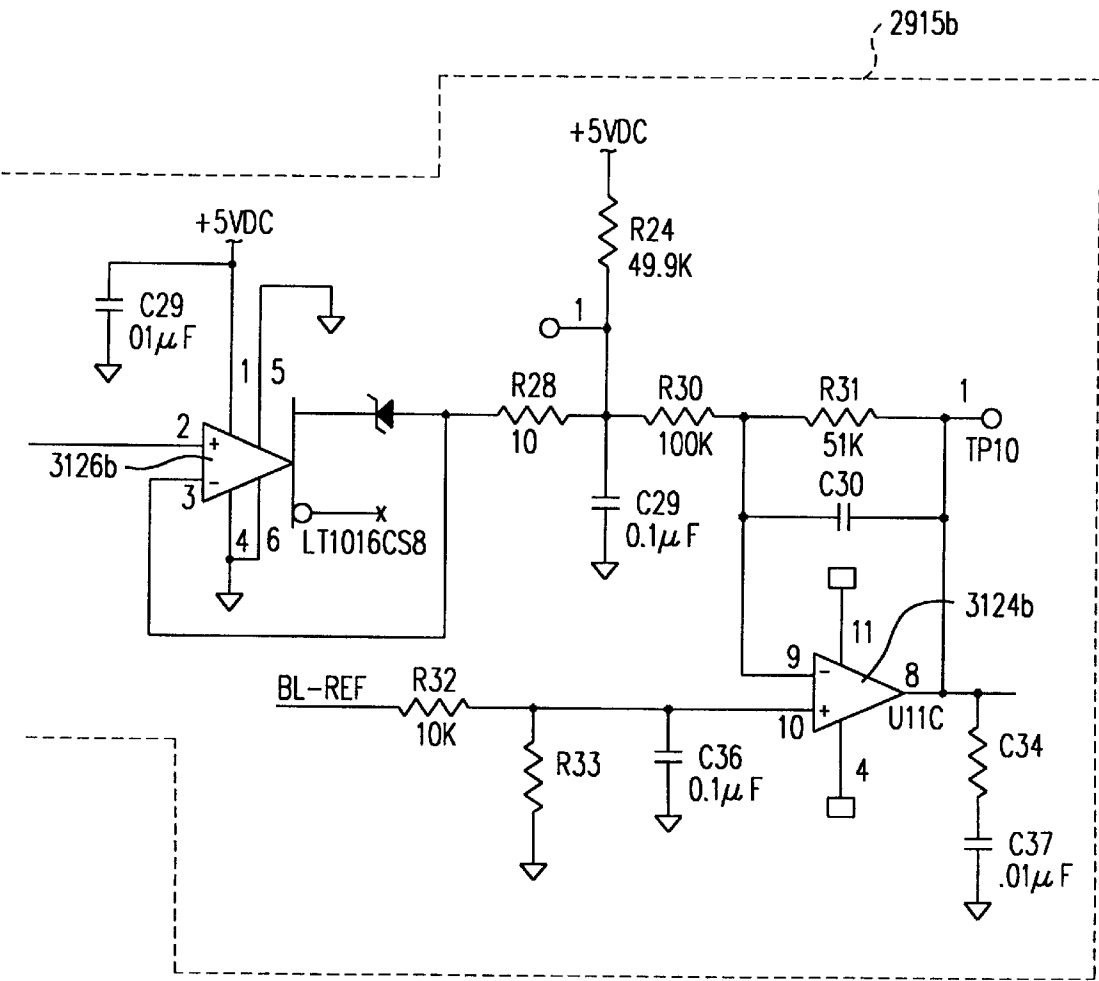 2915b
+5VDC
R24
49.9K
+5VDC
C29
01μF
1
1 5
R28
10
R30
100K
R31
51K
1
TP10
2
+
3126b
-
3
4 6
LT1016CS8
x
C29
0.1μF
C30
3124b
11
9
-
8
BL-REF
R32
10K
10
+
U11C
R33
C36
0.1μF
4
C34
C37
.01μF